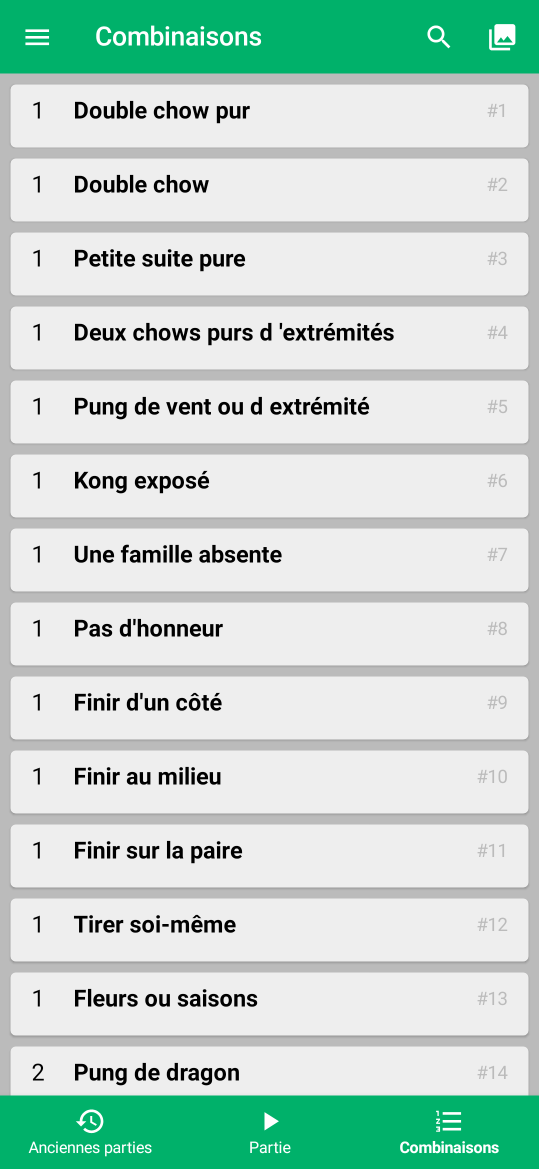 Combinaisons
1 Double chow pur #1
1 Double chow #2
1 Petite suite pure #3
1 Deux chows purs d 'extrémités #4
1 Pung de vent ou d extrémité #5
1 Kong exposé #6
1 Une famille absente #7
1 Pas d'honneur #8
1 Finir d'un côté #9
1 Finir au milieu #10
1 Finir sur la paire #11
1 Tirer soi-même #12
1 Fleurs ou saisons #13
2 Pung de dragon #14
Anciennes parties Partie Combinaisons